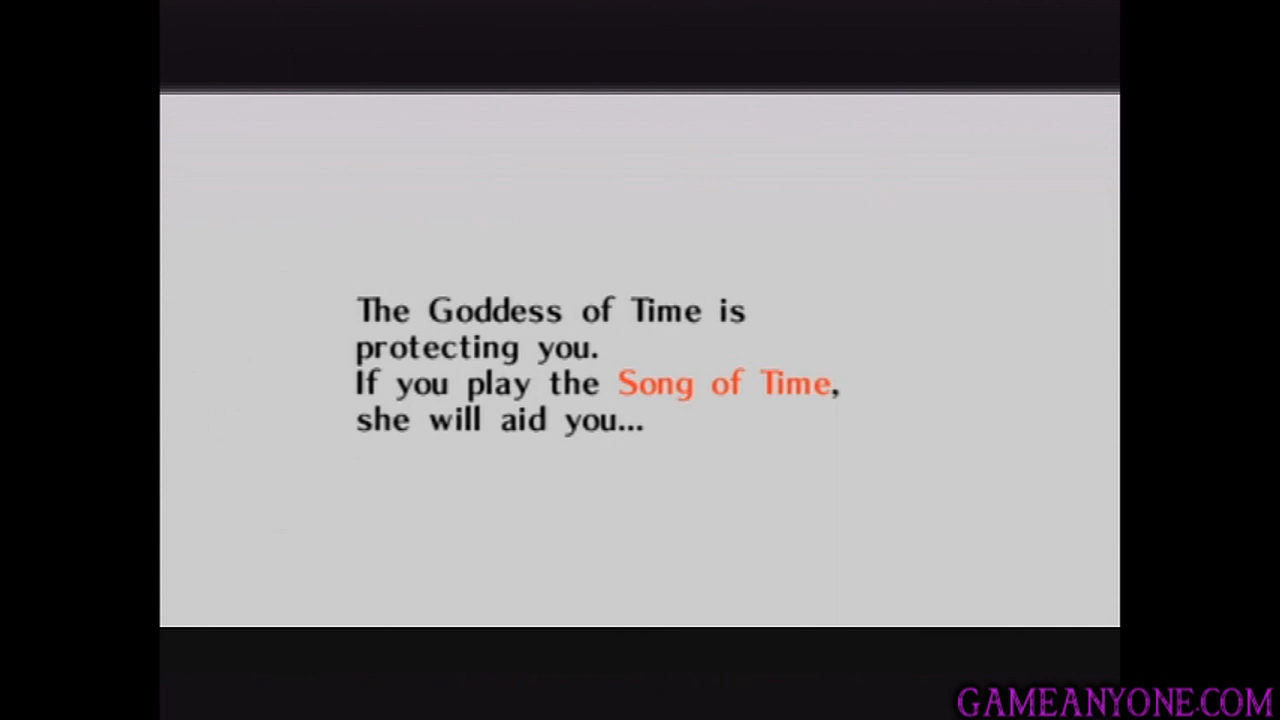 The Goddess of Time is
protecting you.
If you play the Song of Time,
she will aid you...
GAMEANYONE.COM